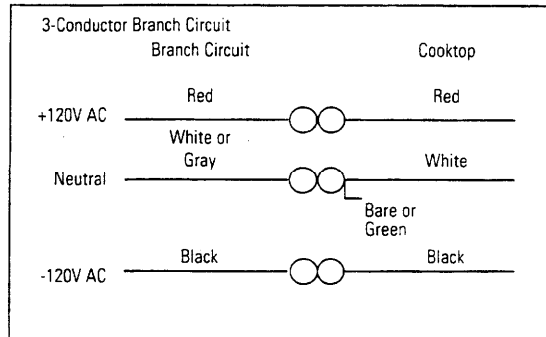 3-Conductor Branch Circuit
Branch Circuit Cooktop
Red Red
+120V AC
White or
Gray White
Neutral
Bare or
Green
Black Black
-120V AC